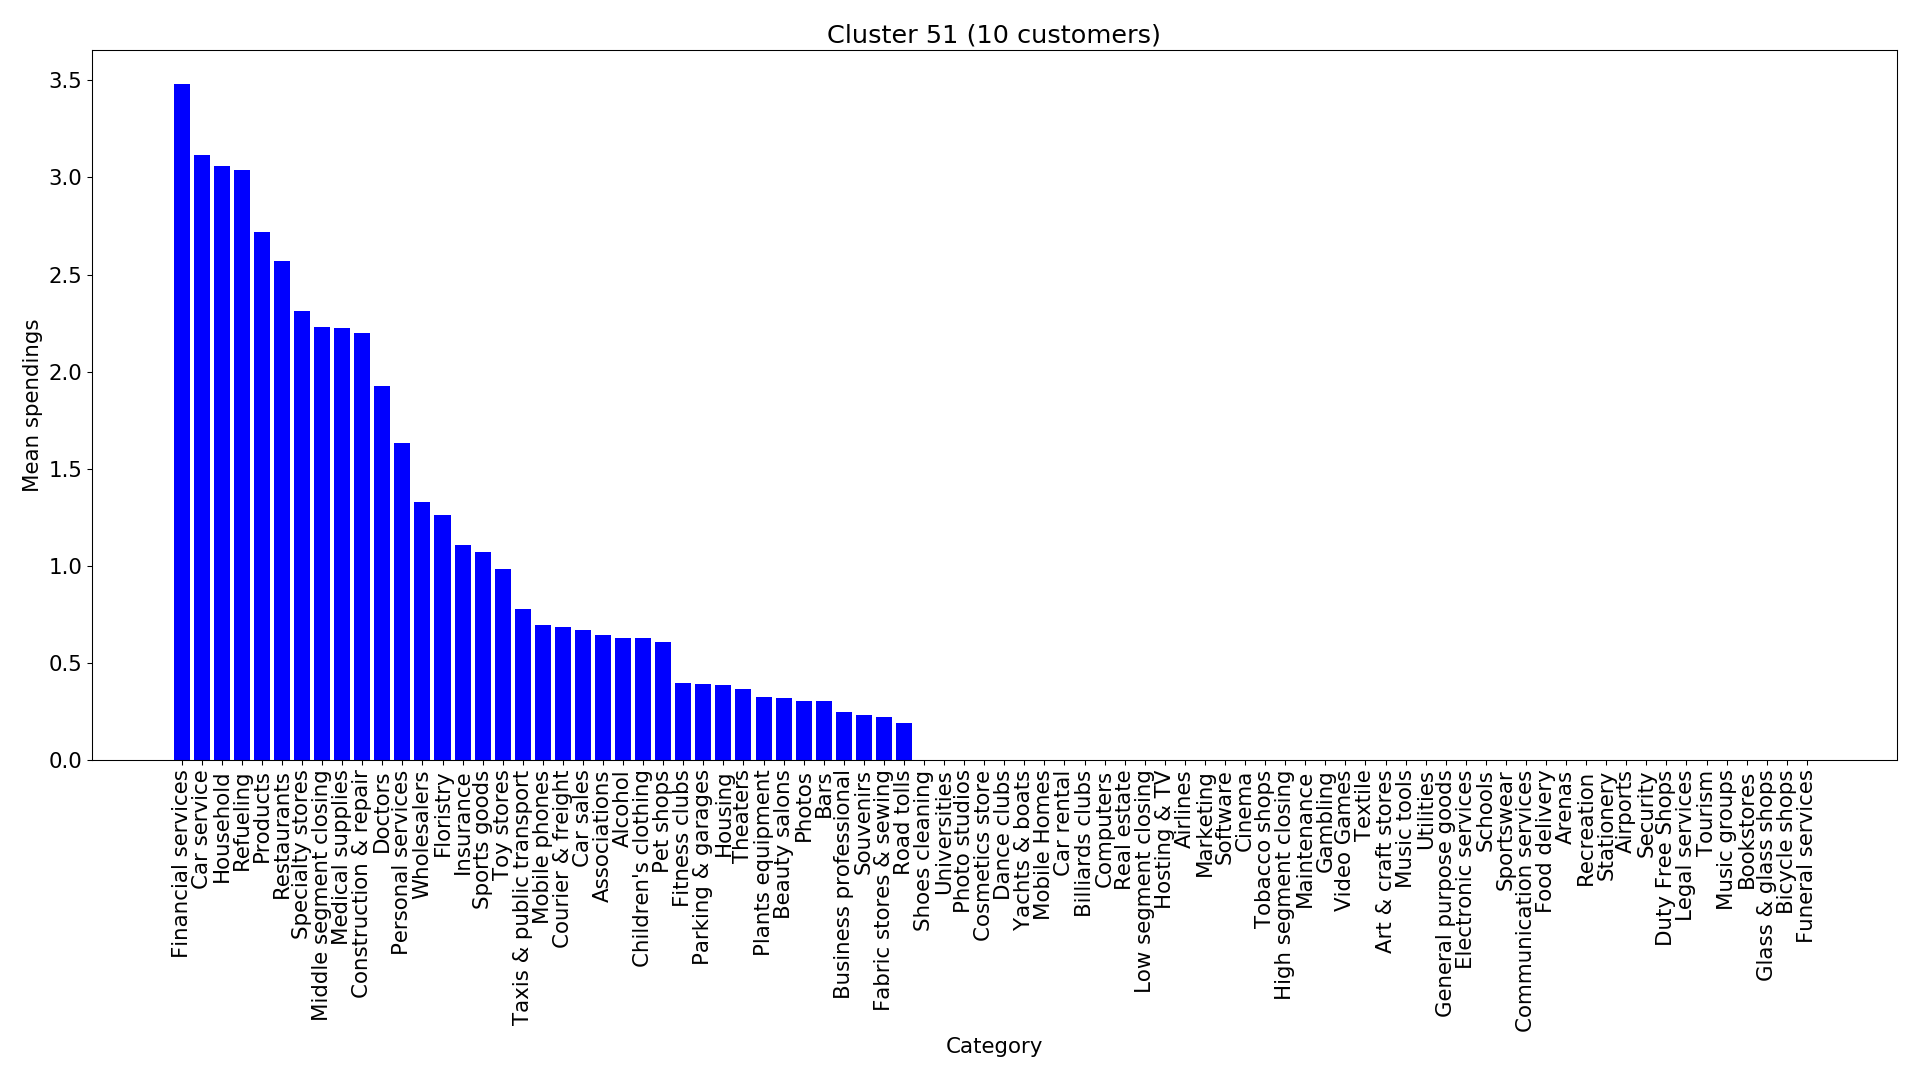 Cluster 51 (10 customers)
Mean spendings
3.5
3.0
2.5
2.0
1.5
1.0
0.5
0.0
Financial services
Car service
Household
Refueling
Products
Restaurants
Specialty stores
Middle segment closing
Medical supplies
Construction & repair
Doctors
Personal services
Wholesalers
Floristry
Insurance
Sports goods
Toy stores
Taxis & public transport
Mobile phones
Courier & freight
Car sales
Associations
Alcohol
Children's clothing
Pet shops
Fitness clubs
Parking & garages
Housing
Theaters
Plants equipment
Beauty salons
Photos
Bars
Business professional
Souvenirs
Fabric stores & sewing
Road tolls
Shoes cleaning
Universities
Photo studios
Cosmetics store
Dance clubs
Yachts & boats
Mobile Homes
Car rental
Billiards clubs
Computers
Real estate
Low segment closing
Hosting & TV
Airlines
Marketing
Software
Cinema
Tobacco shops
High segment closing
Maintenance
Gambling
Video Games
Textile
Art & craft stores
Music tools
Utilities
General purpose goods
Electronic services
Schools
Sportswear
Communication services
Food delivery
Arenas
Recreation
Stationery
Airports
Security
Duty Free Shops
Legal services
Tourism
Music groups
Bookstores
Glass & glass shops
Bicycle shops
Funeral services
Category